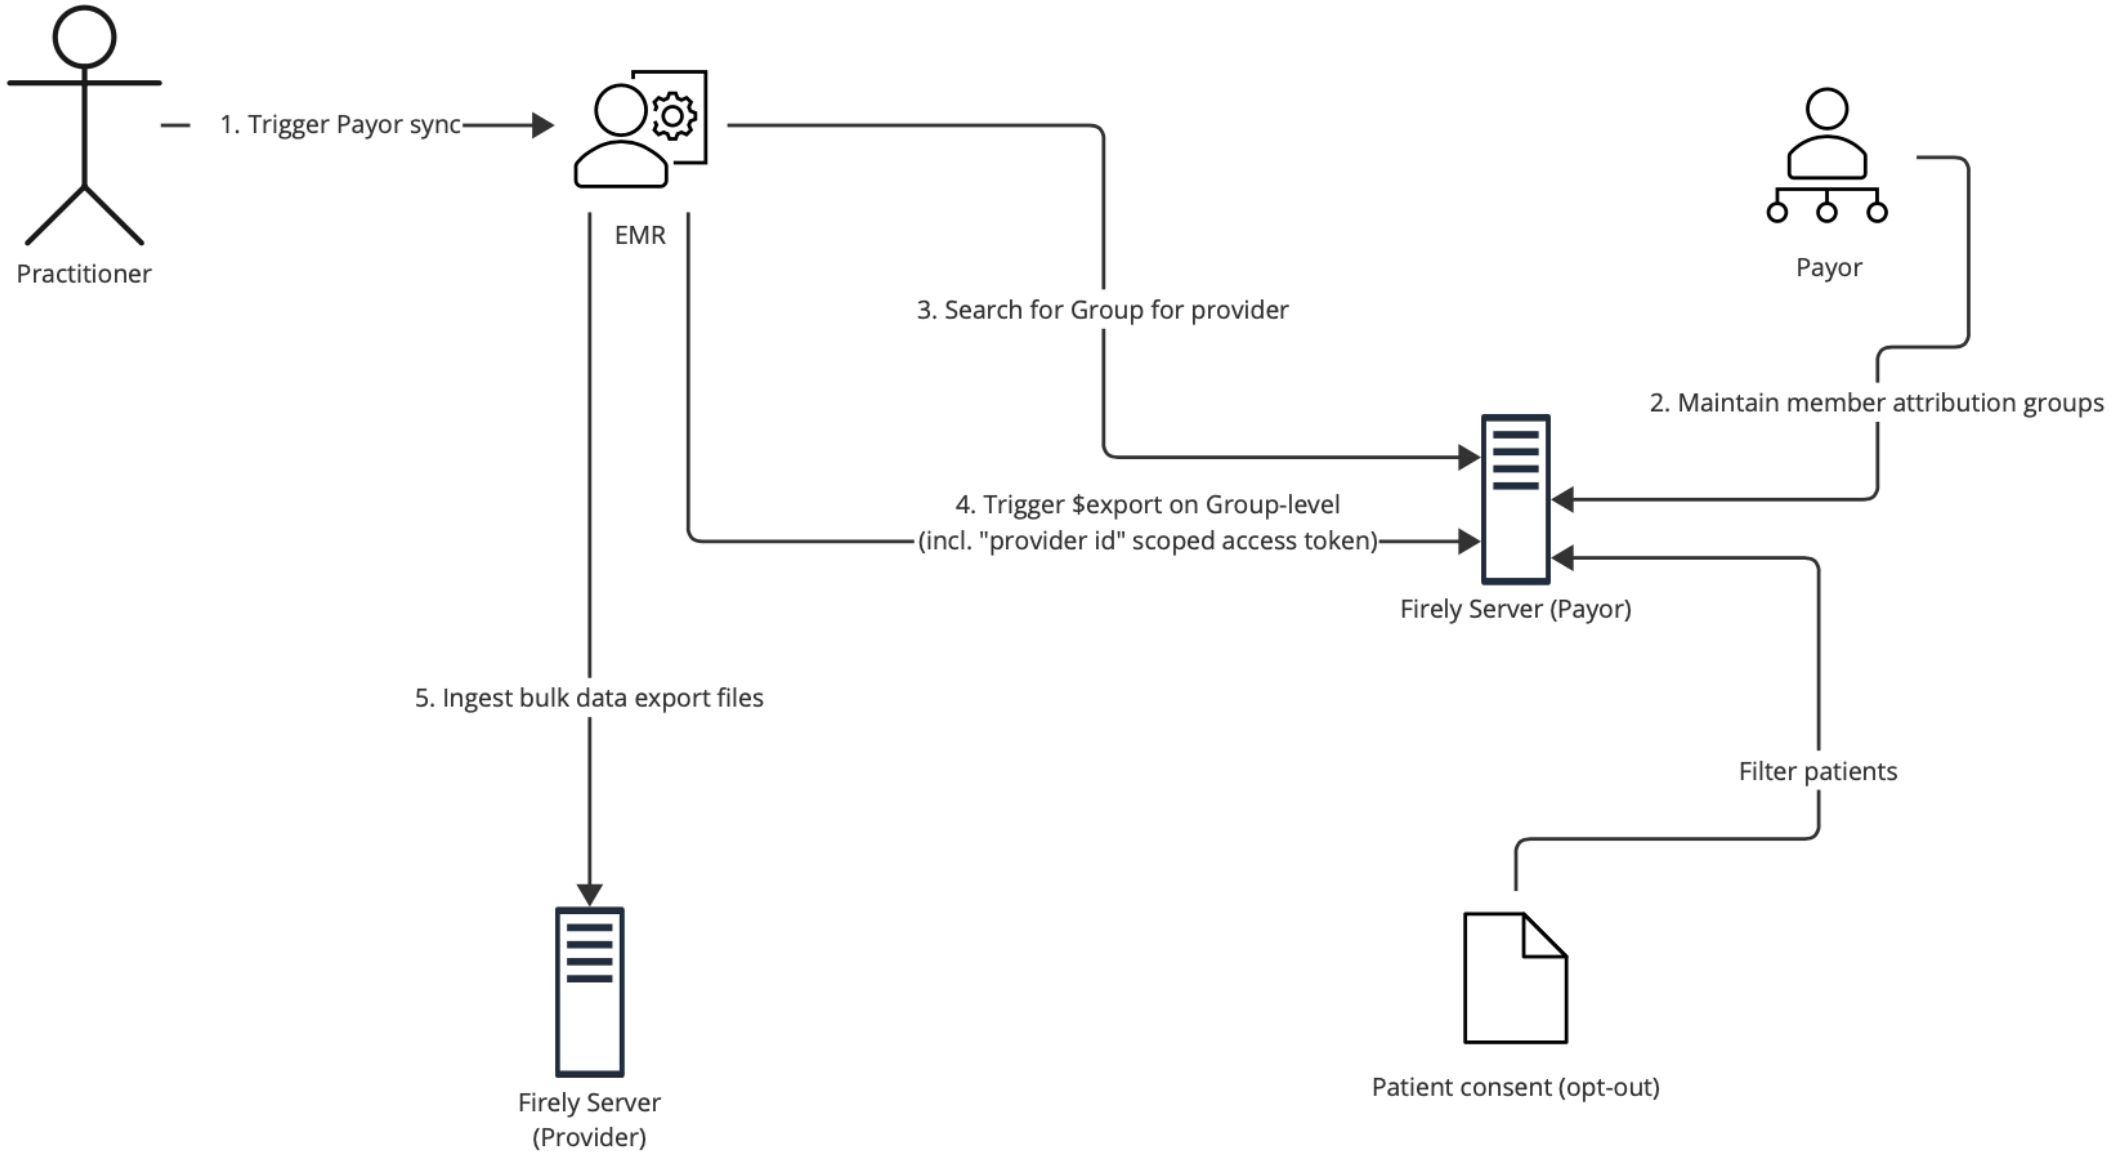 1. Trigger Payor sync
EMR
Practitioner
Payor
3. Search for Group for provider
2. Maintain member attribution groups
4. Trigger $export on Group-level
(incl. "provider id" scoped access token)
Firely Server (Payor)
5. Ingest bulk data export files
Filter patients
Patient consent (opt-out)
Firely Server
(Provider)